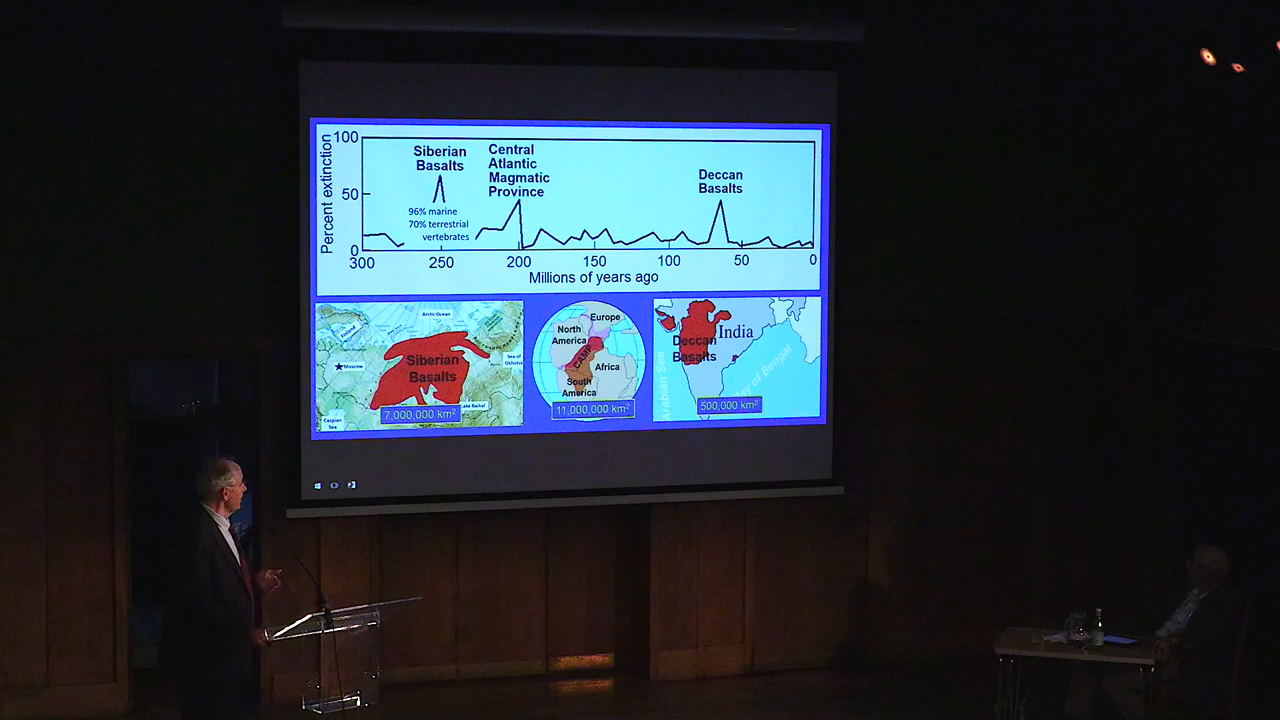 Percent extinction
100
50
0
Siberian
Basalts
96% marine
70% terrestrial
vertebrates
Central
Atlantic
Magmatic
Province
Deccan
Basalts
300 250 200 150 100 50 0
Millions of years ago
Arctic Ocean
Finland
Moscow
Sea of
Okhotsk
Siberian
Basalts
Lake Baikal
7,000,000 km²
Caspian
Sea
Europe
North
America
CAMP
Africa
South
America
11,000,000 km²
India
Deccan
Basalts
Arabian Sea
Bay of Bengal
500,000 km²